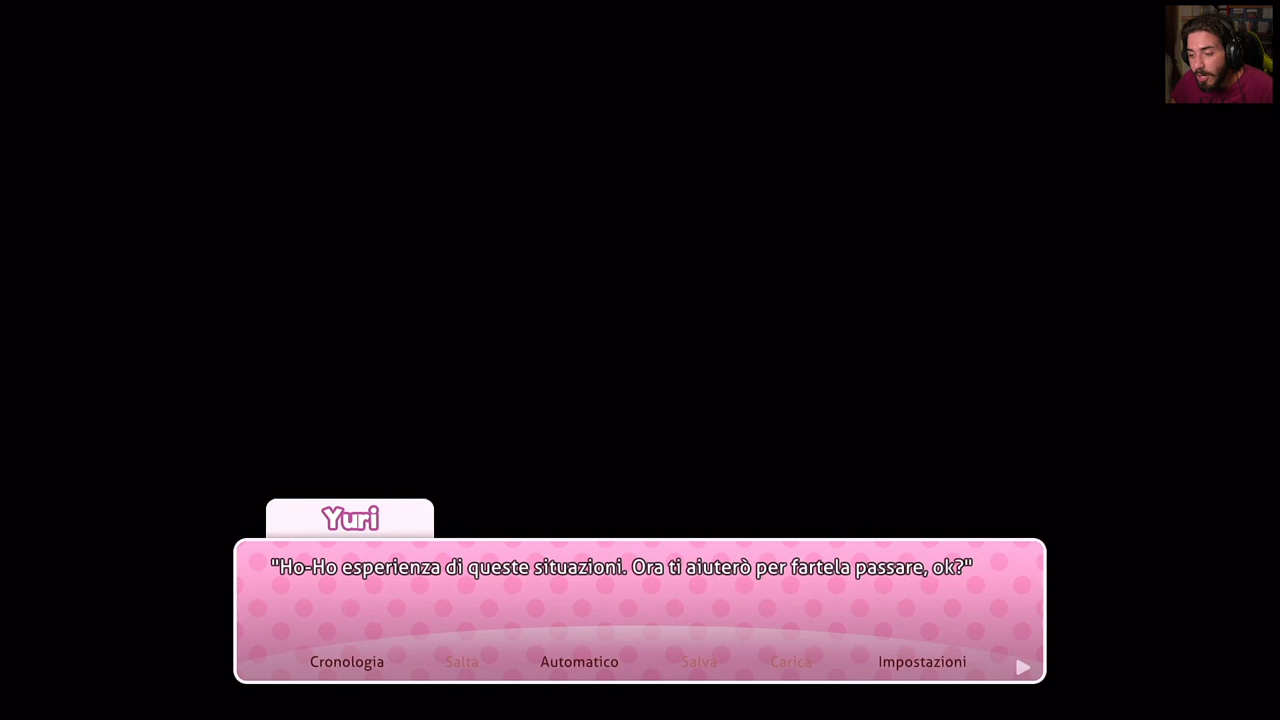 Yuri
"Ho-Ho esperienza di queste situazioni. Ora ti aiuterò per fartela passare, ok?"
Cronologia Salta Automatico Salva Carica Impostazioni